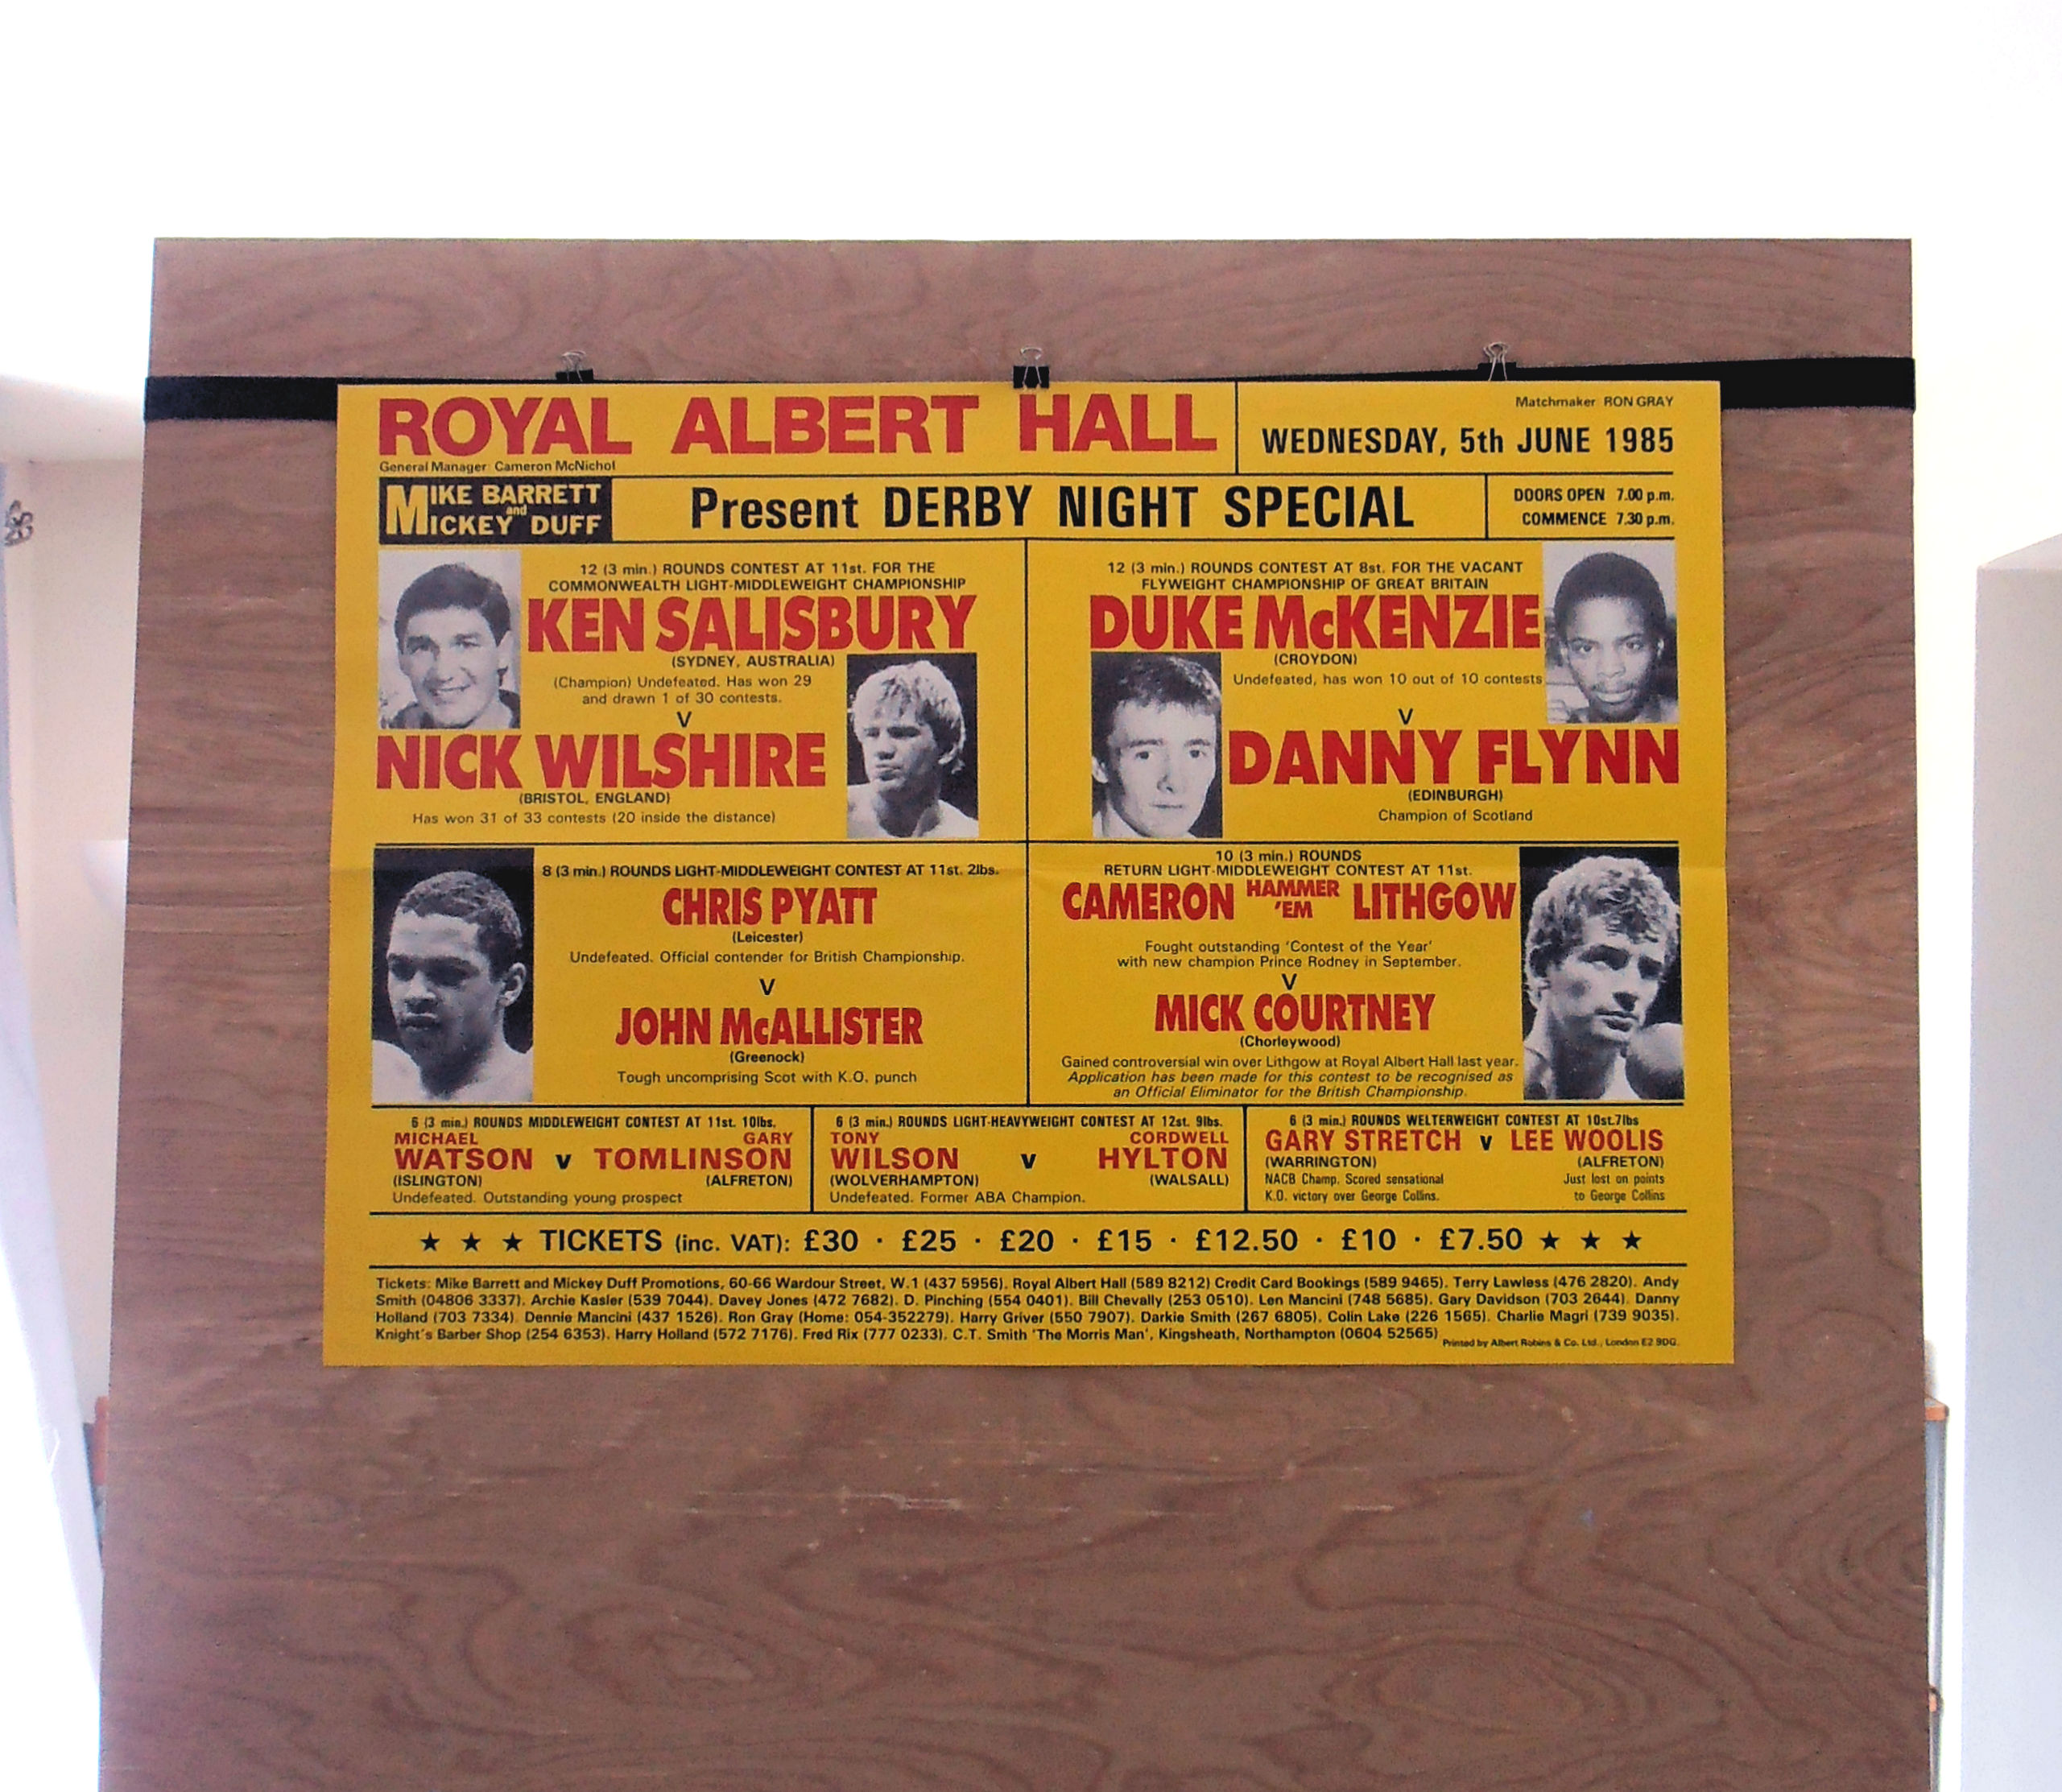 ROYAL ALBERT HALL
General Manager Cameron McNichol
Matchmaker RON GRAY
WEDNESDAY, 5th JUNE 1985
MIKE BARRETT
and
MICKEY DUFF
Present DERBY NIGHT SPECIAL
DOORS OPEN 7.00 p.m.
COMMENCE 7.30 p.m.
12 (3 min.) ROUNDS CONTEST AT 11st. FOR THE
COMMONWEALTH LIGHT-MIDDLEWEIGHT CHAMPIONSHIP
KEN SALISBURY
(SYDNEY, AUSTRALIA)
(Champion) Undefeated. Has won 29
and drawn 1 of 30 contests.
V
NICK WILSHIRE
(BRISTOL, ENGLAND)
Has won 31 of 33 contests (20 inside the distance)
12 (3 min.) ROUNDS CONTEST AT 8st. FOR THE VACANT
FLYWEIGHT CHAMPIONSHIP OF GREAT BRITAIN
DUKE McKENZIE
(CROYDON)
Undefeated, has won 10 out of 10 contests
V
DANNY FLYNN
(EDINBURGH)
Champion of Scotland
8 (3 min.) ROUNDS LIGHT-MIDDLEWEIGHT CONTEST AT 11st. 2lbs.
CHRIS PYATT
(Leicester)
Undefeated. Official contender for British Championship.
V
JOHN McALLISTER
(Greenock)
Tough uncomprising Scot with K.O. punch
10 (3 min.) ROUNDS
RETURN LIGHT-MIDDLEWEIGHT CONTEST AT 11st.
CAMERON HAMMER 'EM LITHGOW
Fought outstanding 'Contest of the Year'
with new champion Prince Rodney in September.
V
MICK COURTNEY
(Chorleywood)
Gained controversial win over Lithgow at Royal Albert Hall last year.
Application has been made for this contest to be recognised as
an Official Eliminator for the British Championship.
6 (3 min.) ROUNDS MIDDLEWEIGHT CONTEST AT 11st. 10lbs.
MICHAEL GARY
WATSON v TOMLINSON
(ISLINGTON) (ALFRETON)
Undefeated. Outstanding young prospect
6 (3 min.) ROUNDS LIGHT-HEAVYWEIGHT CONTEST AT 12st. 9lbs.
TONY CORDWELL
WILSON v HYLTON
(WOLVERHAMPTON) (WALSALL)
Undefeated. Former ABA Champion.
6 (3 min.) ROUNDS WELTERWEIGHT CONTEST AT 10st.7lbs
GARY STRETCH v LEE WOOLIS
(WARRINGTON) (ALFRETON)
NACB Champ. Scored sensational Just lost on points
K.O. victory over George Collins. to George Collins
★ ★ ★ TICKETS (inc. VAT): £30 · £25 · £20 · £15 · £12.50 · £10 · £7.50 ★ ★ ★
Tickets: Mike Barrett and Mickey Duff Promotions, 60-66 Wardour Street, W.1 (437 5956). Royal Albert Hall (589 8212) Credit Card Bookings (589 9465). Terry Lawless (476 2820). Andy
Smith (04806 3337). Archie Kasler (539 7044). Davey Jones (472 7682). D. Pinching (554 0401). Bill Chevally (253 0510). Len Mancini (748 5685). Gary Davidson (703 2644). Danny
Holland (703 7334). Dennie Mancini (437 1526). Ron Gray (Home: 054-352279). Harry Griver (550 7907). Darkie Smith (267 6805). Colin Lake (226 1565). Charlie Magri (739 9035).
Knight's Barber Shop (254 6353). Harry Holland (572 7176). Fred Rix (777 0233). C.T. Smith 'The Morris Man', Kingsheath, Northampton (0604 52565)
Printed by Albert Robins & Co. Ltd., London E2 9DG.